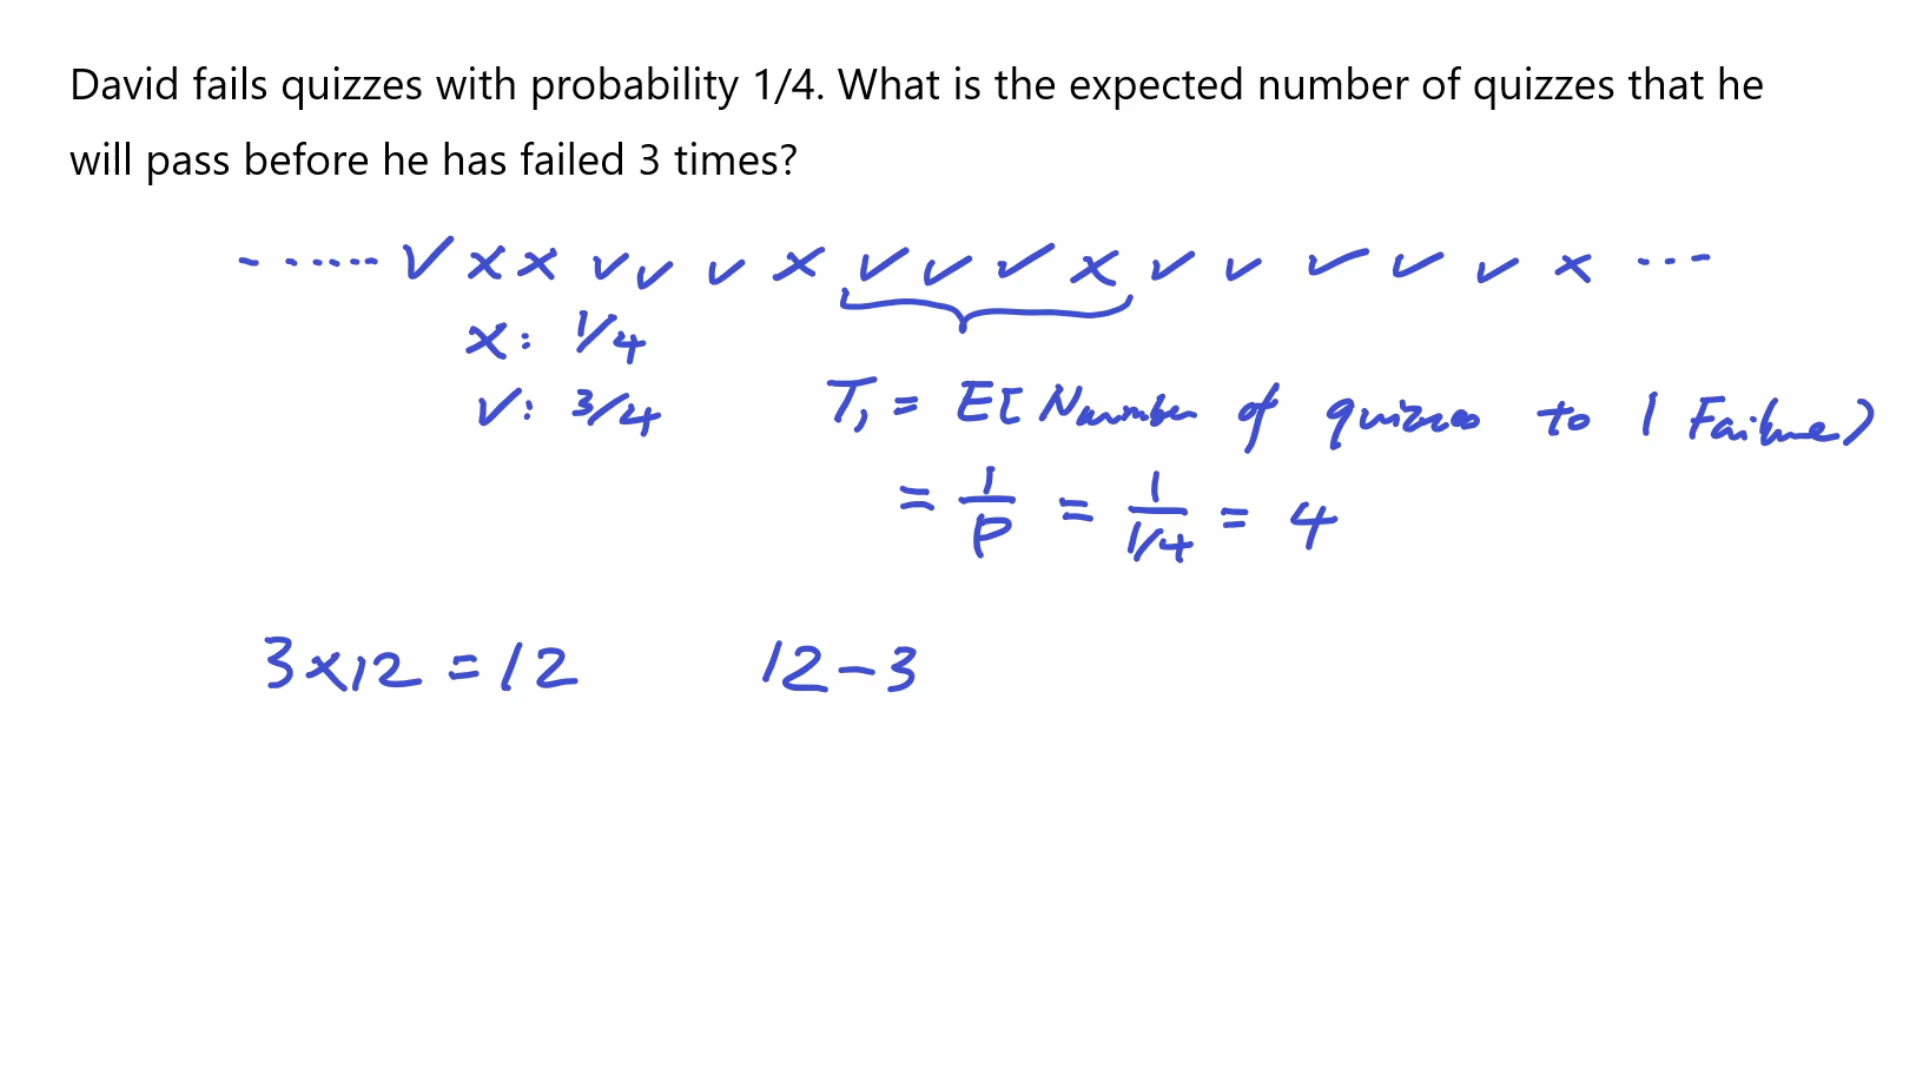 David fails quizzes with probability 1/4. What is the expected number of quizzes that he
will pass before he has failed 3 times?
------ ✓ x x ✓ ✓ ✓ x ✓ ✓ ✓ x ✓ ✓ ✓ ✓ ✓ x ---
x: 1/4
✓: 3/4
T₁ = E[Number of quizzes to 1 Failure)
= 1/P = 1/(1/4) = 4
3 x 12 = 12
12 - 3